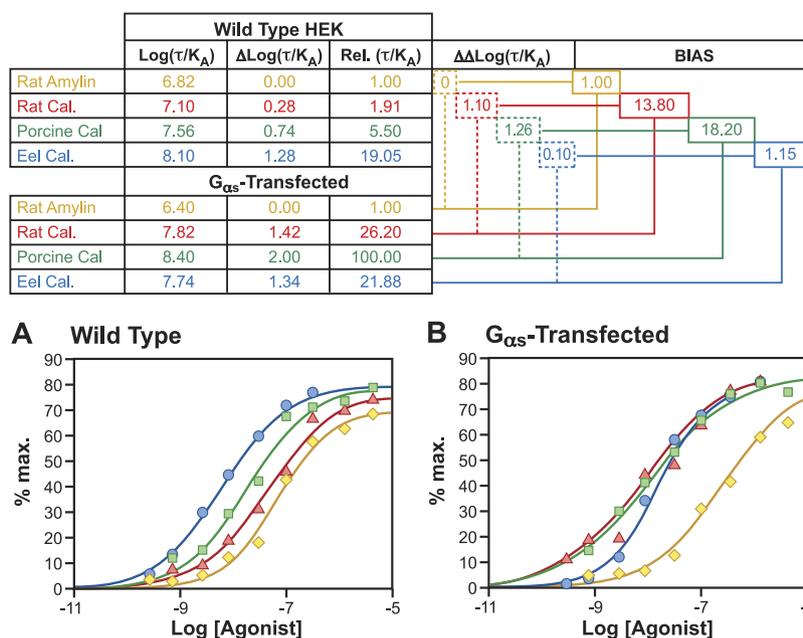 Wild Type HEK
Log(τ/KA) ΔLog(τ/KA) Rel. (τ/KA) ΔΔLog(τ/KA) BIAS
Rat Amylin 6.82 0.00 1.00 0 1.00
Rat Cal. 7.10 0.28 1.91 1.10 13.80
Porcine Cal 7.56 0.74 5.50 1.26 18.20
Eel Cal. 8.10 1.28 19.05 0.10 1.15
Gαs-Transfected
Rat Amylin 6.40 0.00 1.00
Rat Cal. 7.82 1.42 26.20
Porcine Cal 8.40 2.00 100.00
Eel Cal. 7.74 1.34 21.88
A Wild Type
90
80
70
60
50
40
30
20
10
0
% max.
-11 -9 -7 -5
Log [Agonist]
B Gαs-Transfected
90
80
70
60
50
40
30
20
10
0
% max.
-11 -9 -7
Log [Agonist]